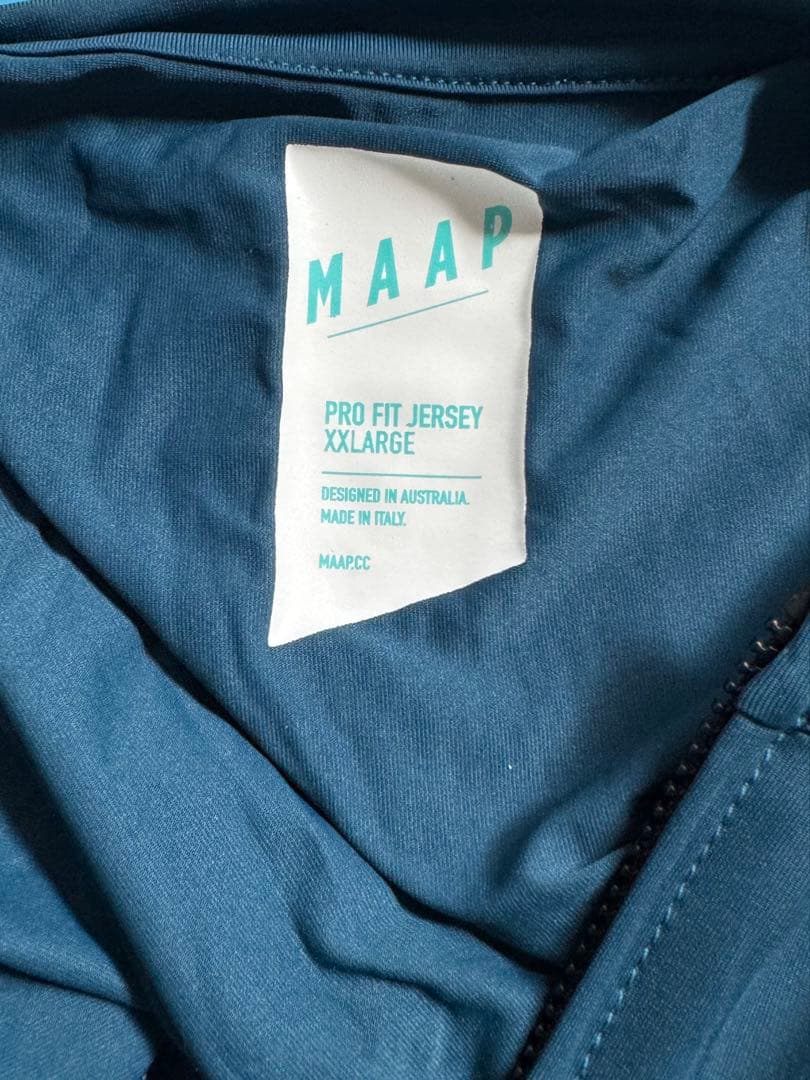 MAAP
PRO FIT JERSEY
XXLARGE
DESIGNED IN AUSTRALIA.
MADE IN ITALY.
MAAP.CC